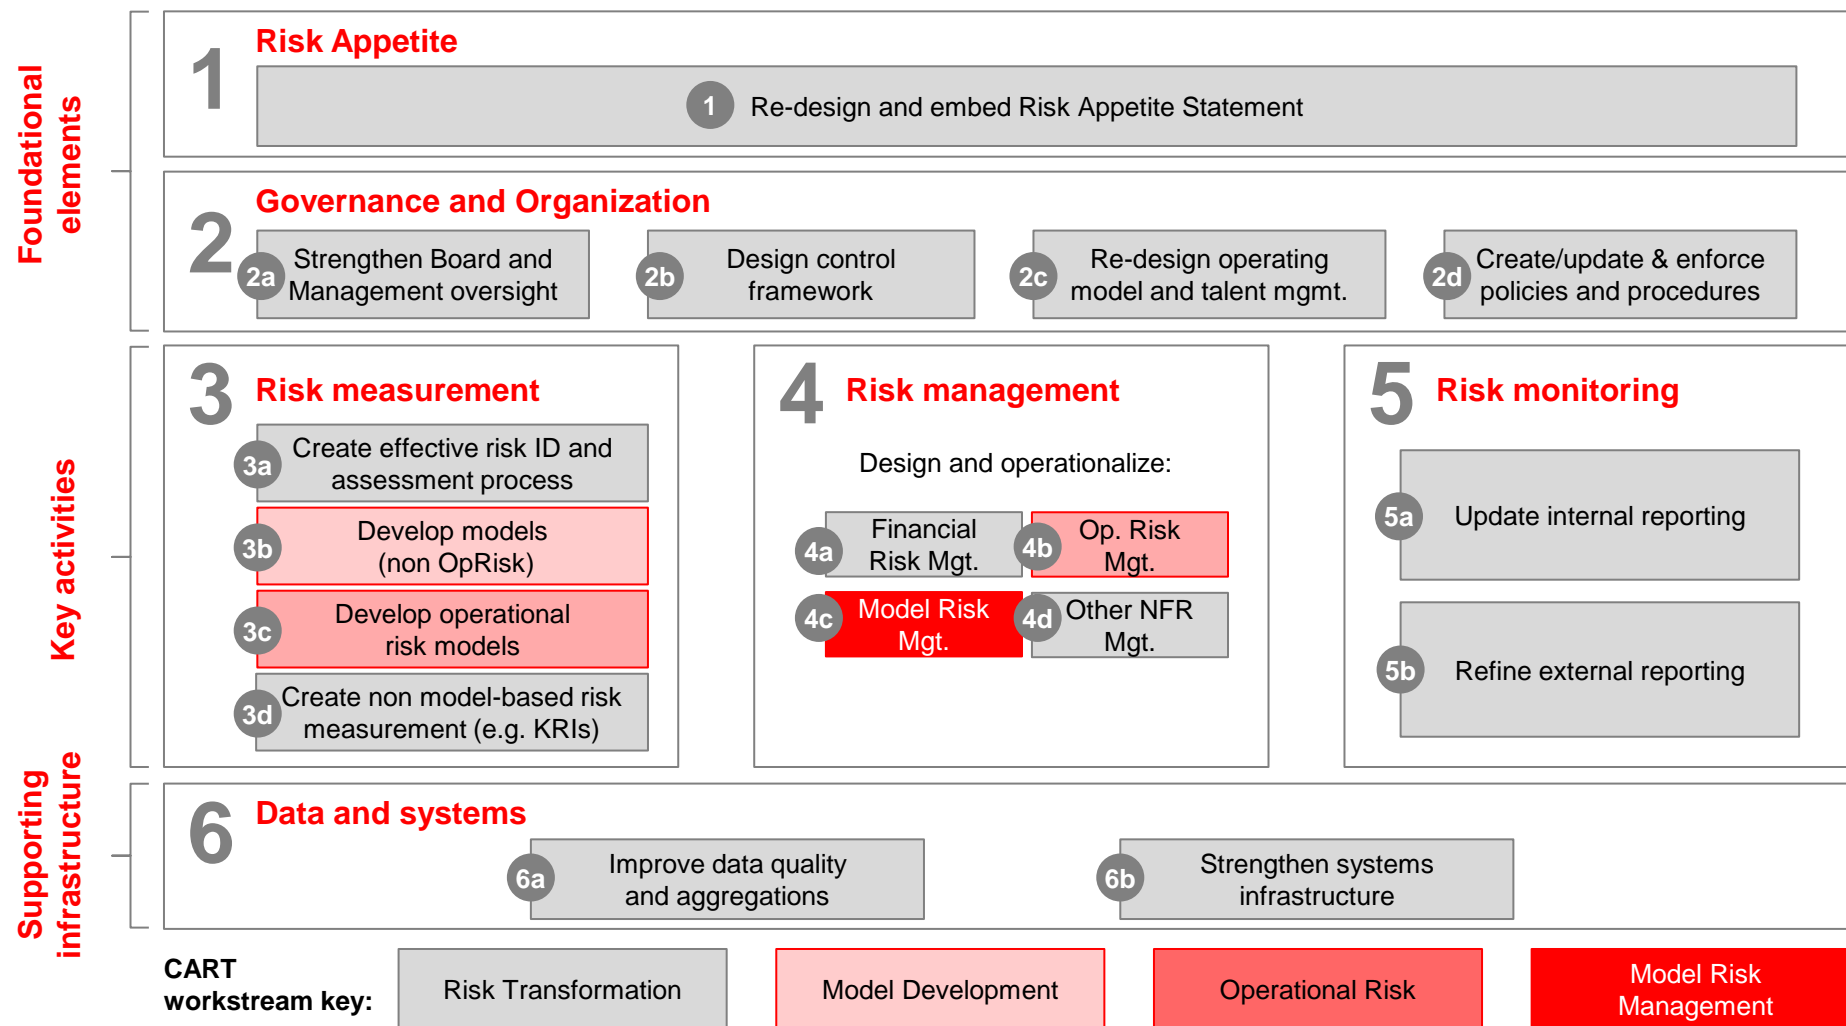 Foundational
elements
1
Risk Appetite
1
Re-design and embed Risk Appetite Statement
2
Governance and Organization
2a
Strengthen Board and
Management oversight
2b
Design control
framework
2c
Re-design operating
model and talent mgmt.
2d
Create/update & enforce
policies and procedures
Key activities
3
Risk measurement
3a
Create effective risk ID and
assessment process
3b
Develop models
(non OpRisk)
3c
Develop operational
risk models
3d
Create non model-based risk
measurement (e.g. KRIs)
4
Risk management
Design and operationalize:
4a
Financial
Risk Mgt.
4b
Op. Risk
Mgt.
4c
Model Risk
Mgt.
4d
Other NFR
Mgt.
5
Risk monitoring
5a
Update internal reporting
5b
Refine external reporting
Supporting
infrastructure
6
Data and systems
6a
Improve data quality
and aggregations
6b
Strengthen systems
infrastructure
CART
workstream key:
Risk Transformation
Model Development
Operational Risk
Model Risk
Management